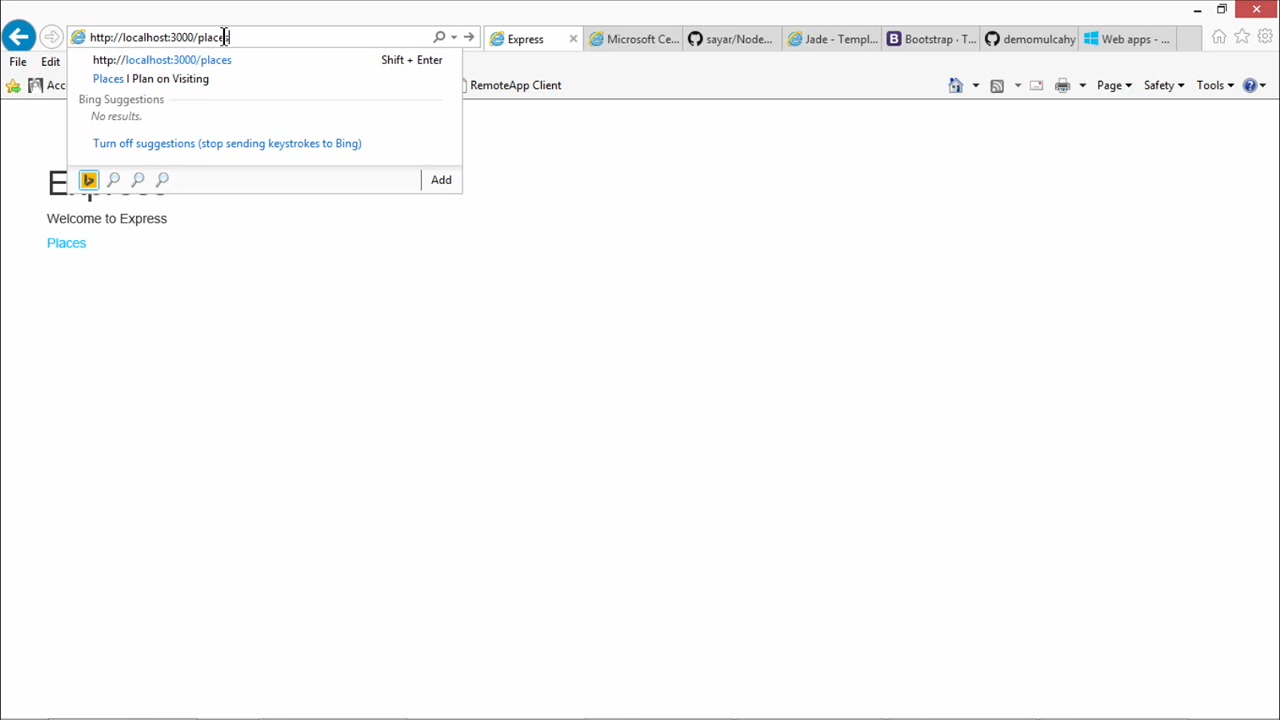 http://localhost:3000/places
Express
Microsoft Ce...
sayar/Node...
Jade - Templ...
Bootstrap · T...
demomulcahy
Web apps - ...
File Edit
http://localhost:3000/places Shift + Enter
Places I Plan on Visiting
Acc
RemoteApp Client
Page Safety Tools
Bing Suggestions
No results.
Turn off suggestions (stop sending keystrokes to Bing)
Add
Express
Welcome to Express
Places